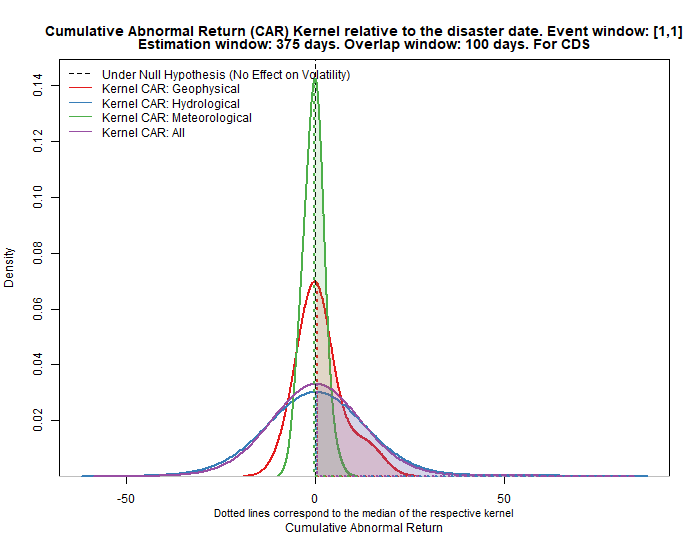 Cumulative Abnormal Return (CAR) Kernel relative to the disaster date. Event window: [1,1]
Estimation window: 375 days. Overlap window: 100 days. For CDS
Under Null Hypothesis (No Effect on Volatility)
Kernel CAR: Geophysical
Kernel CAR: Hydrological
Kernel CAR: Meteorological
Kernel CAR: All
0.14
0.12
0.10
0.08
0.06
0.04
0.02
Density
-50
0
50
Dotted lines correspond to the median of the respective kernel
Cumulative Abnormal Return